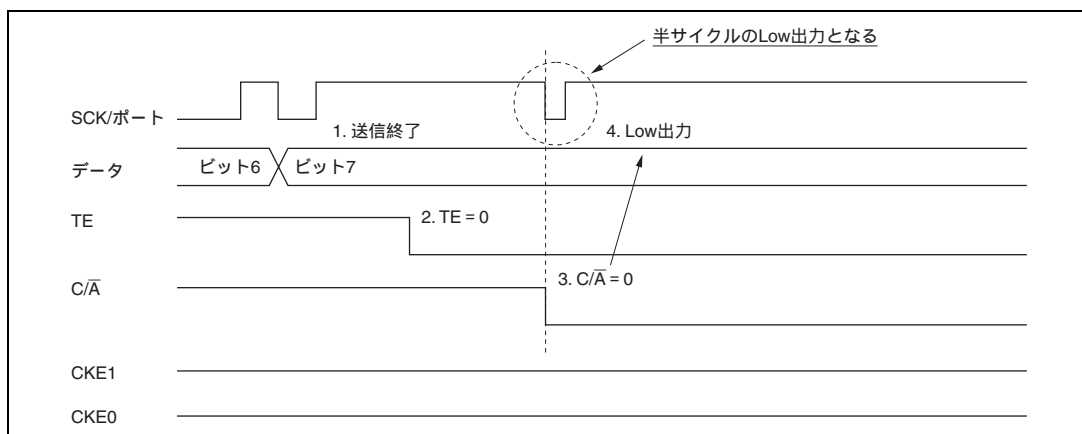 半サイクルのLow出力となる
SCK/ポート
1. 送信終了
4. Low出力
データ
ビット6
ビット7
TE
2. TE = 0
3. C/A̅ = 0
C/A̅
CKE1
CKE0